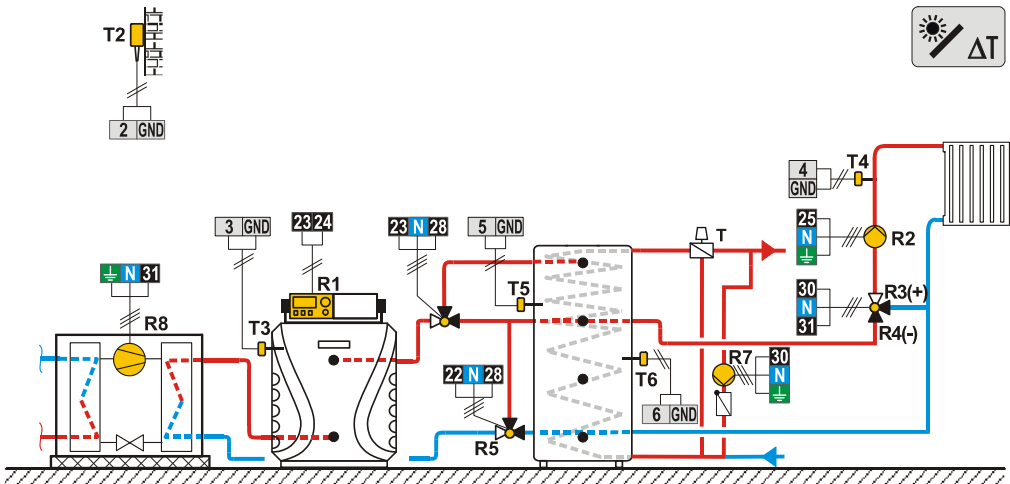 T2
2 GND
ΔT
4
GND
T4
3 GND
23 24
23 N 28
5 GND
25
N
R2
T
N 31
R8
R1
T5
30
N
31
R3(+)
R4(-)
T3
R7
30
N
T6
22 N 28
6 GND
R5